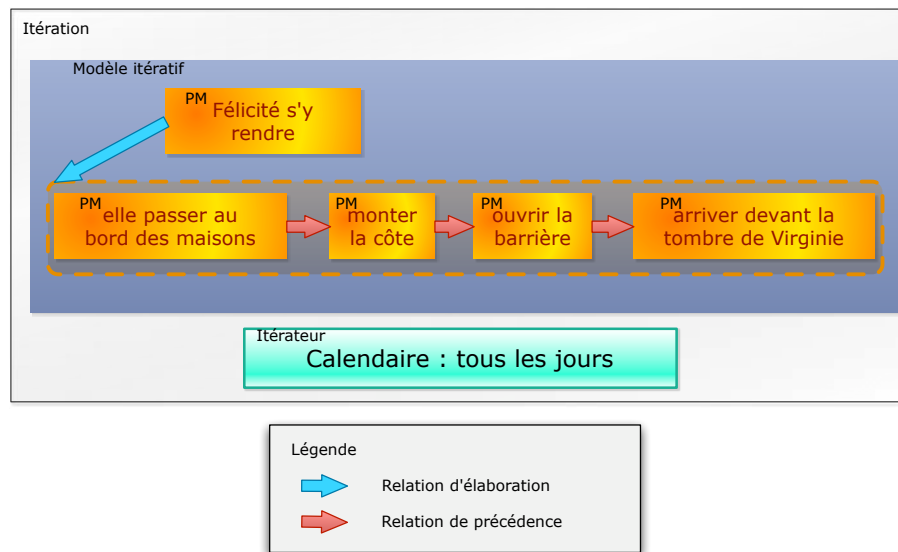 Itération
Modèle itératif
PM
Félicité s'y
rendre
PM
elle passer au
bord des maisons
PM
monter
la côte
PM
ouvrir la
barrière
PM
arriver devant la
tombre de Virginie
Itérateur
Calendaire : tous les jours
Légende
Relation d'élaboration
Relation de précédence